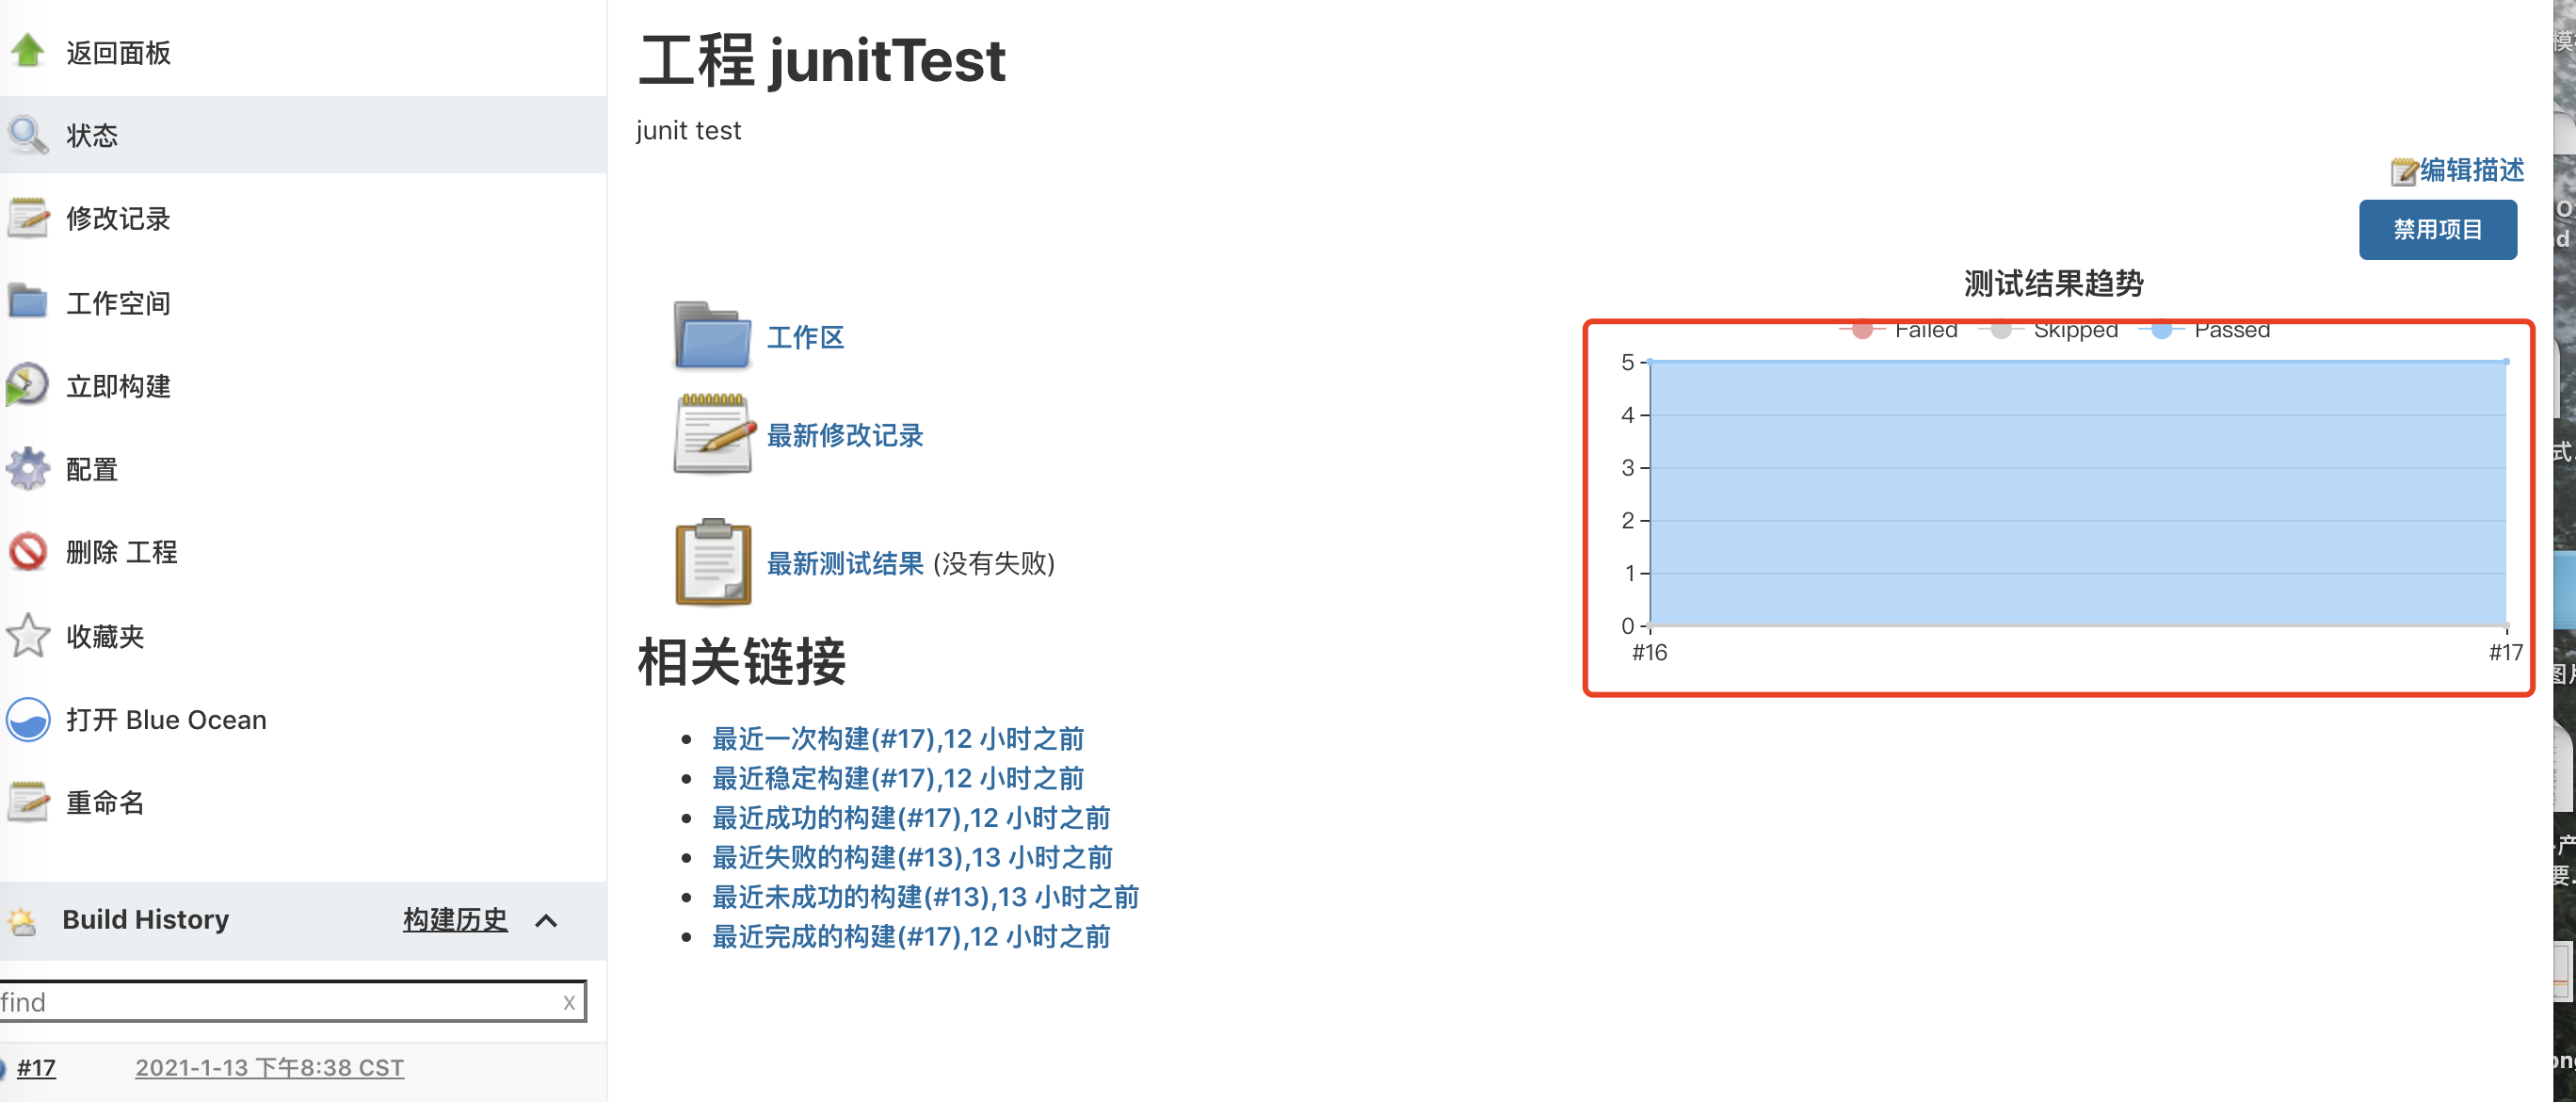 返回面板
状态
修改记录
工作空间
立即构建
配置
删除 工程
收藏夹
打开 Blue Ocean
重命名
Build History 构建历史
find x
#17 2021-1-13 下午8:38 CST
工程 junitTest
junit test
编辑描述
禁用项目
工作区
最新修改记录
最新测试结果 (没有失败)
测试结果趋势
Failed Skipped Passed
5
4
3
2
1
0
#16 #17
相关链接
最近一次构建(#17),12 小时之前
最近稳定构建(#17),12 小时之前
最近成功的构建(#17),12 小时之前
最近失败的构建(#13),13 小时之前
最近未成功的构建(#13),13 小时之前
最近完成的构建(#17),12 小时之前